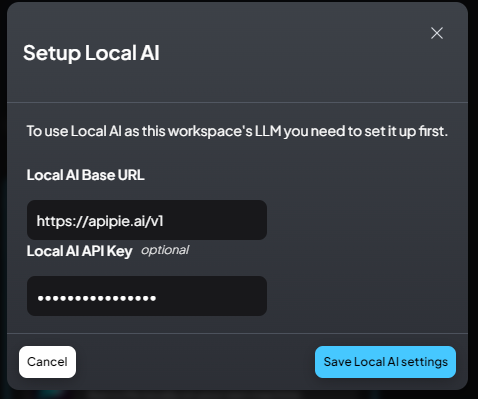 Setup Local AI
To use Local AI as this workspace's LLM you need to set it up first.
Local AI Base URL
https://apipie.ai/v1
Local AI API Key optional
••••••••••••••••
Cancel
Save Local AI settings